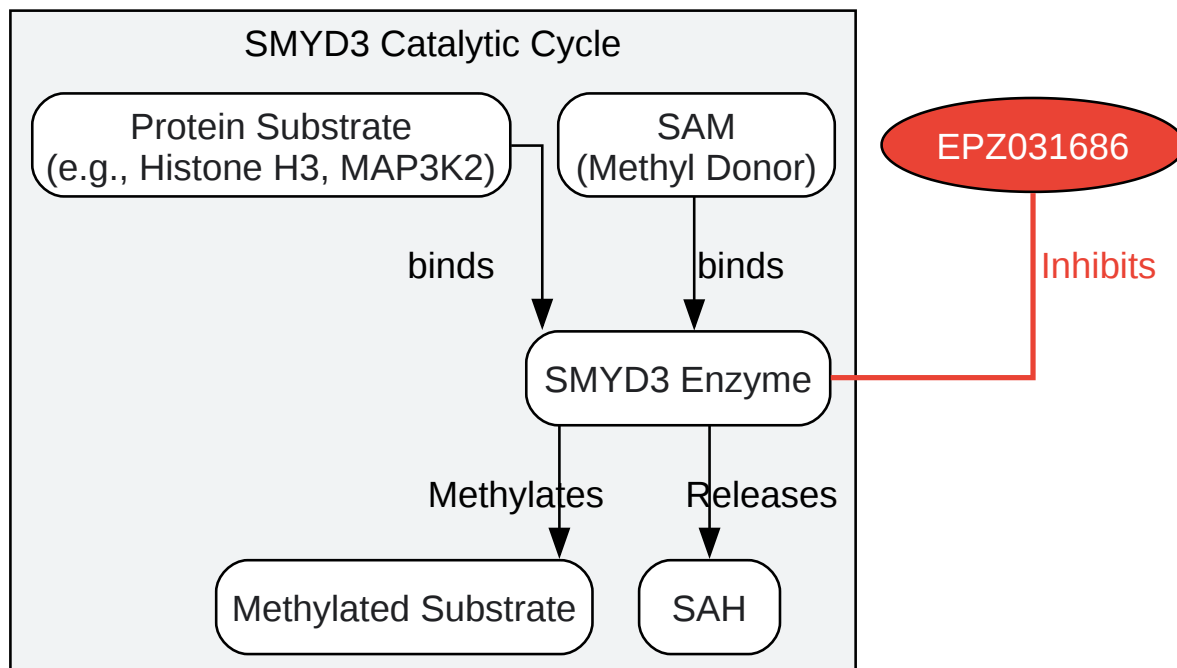 SMYD3 Catalytic Cycle
Protein Substrate
(e.g., Histone H3, MAP3K2)
SAM
(Methyl Donor)
EPZ031686
binds
binds
Inhibits
SMYD3 Enzyme
Methylates
Releases
Methylated Substrate
SAH